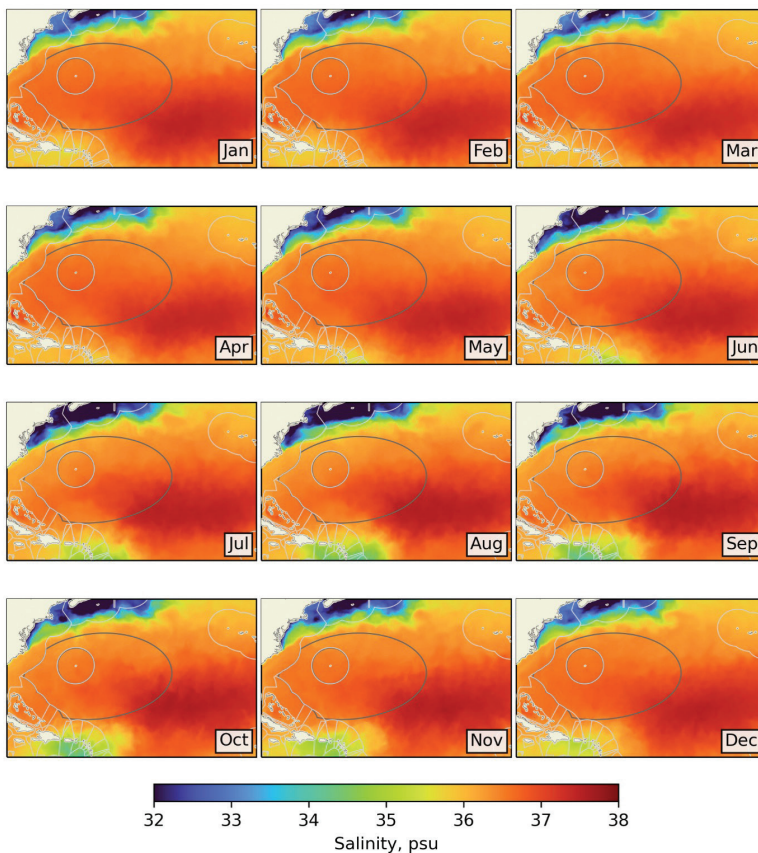 Jan Feb Mar
Apr May Jun
Jul Aug Sep
Oct Nov Dec
32 33 34 35 36 37 38
Salinity, psu